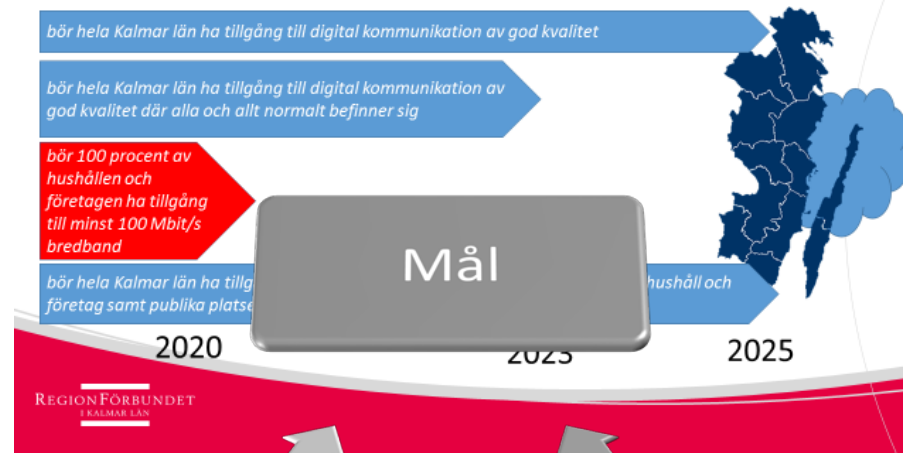 bör hela Kalmar län ha tillgång till digital kommunikation av god kvalitet
bör hela Kalmar län ha tillgång till digital kommunikation av
god kvalitet där alla och allt normalt befinner sig
bör 100 procent av
hushållen och
företagen ha tillgång
till minst 100 Mbit/s
bredband
Mål
bör hela Kalmar län ha hushåll och
företag samt publika
2020 2023 2025
REGIONFÖRBUNDET
I KALMAR LÄN